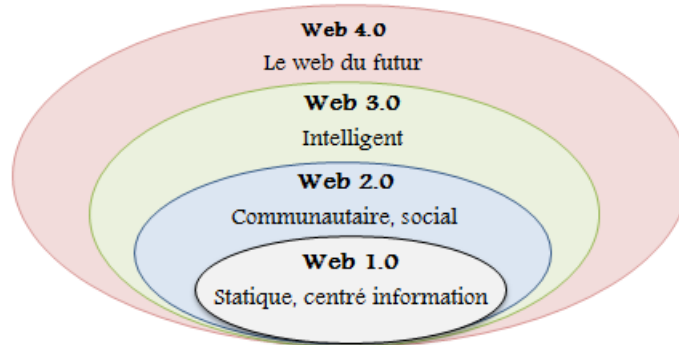 Web 4.0
Le web du futur
Web 3.0
Intelligent
Web 2.0
Communautaire, social
Web 1.0
Statique, centré information